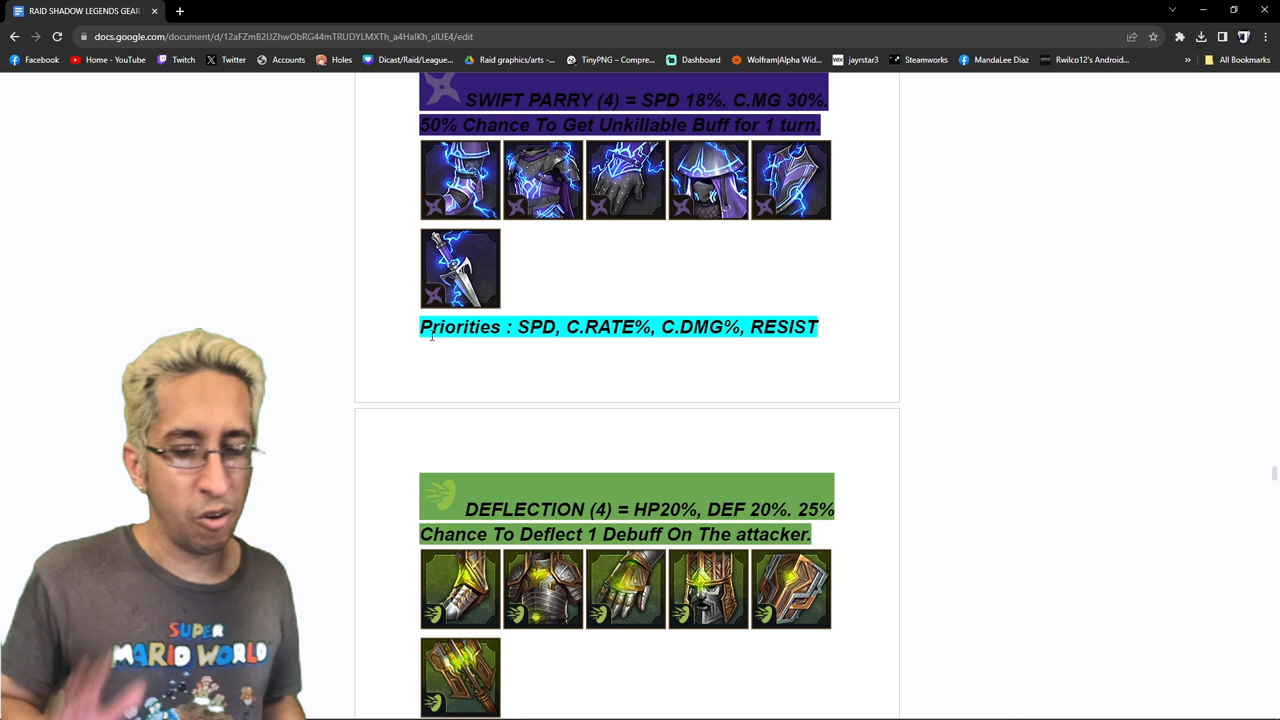 RAID SHADOW LEGENDS GEAR
docs.google.com/document/d/12aFZmB2IJZhwObRG44mTRUDYLMXTh_a4HaIKh_sIUE4/edit
Facebook Home - YouTube Twitch Twitter Accounts Holes Dicast/Raid/League... Raid graphics/arts -... TinyPNG – Compre... Dashboard Wolfram|Alpha Wid... jayrstar3 Steamworks MandaLee Diaz Rwilco12's Android... » All Bookmarks
SWIFT PARRY (4) = SPD 18%. C.MG 30%.
50% Chance To Get Unkillable Buff for 1 turn.
Priorities : SPD, C.RATE%, C.DMG%, RESIST
DEFLECTION (4) = HP20%, DEF 20%. 25%
Chance To Deflect 1 Debuff On The attacker.
SUPER
MARIO WORLD